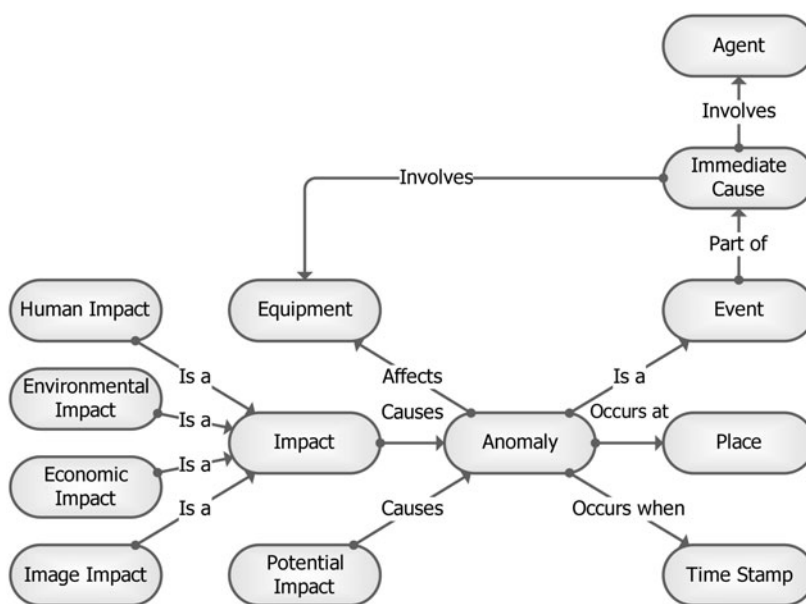 Agent
Involves
Immediate
Cause
Involves
Part of
Human Impact
Equipment
Event
Is a
Affects
Is a
Environmental
Impact
Is a
Causes
Occurs at
Impact
Anomaly
Place
Economic
Impact
Is a
Is a
Causes
Occurs when
Image Impact
Potential
Impact
Time Stamp